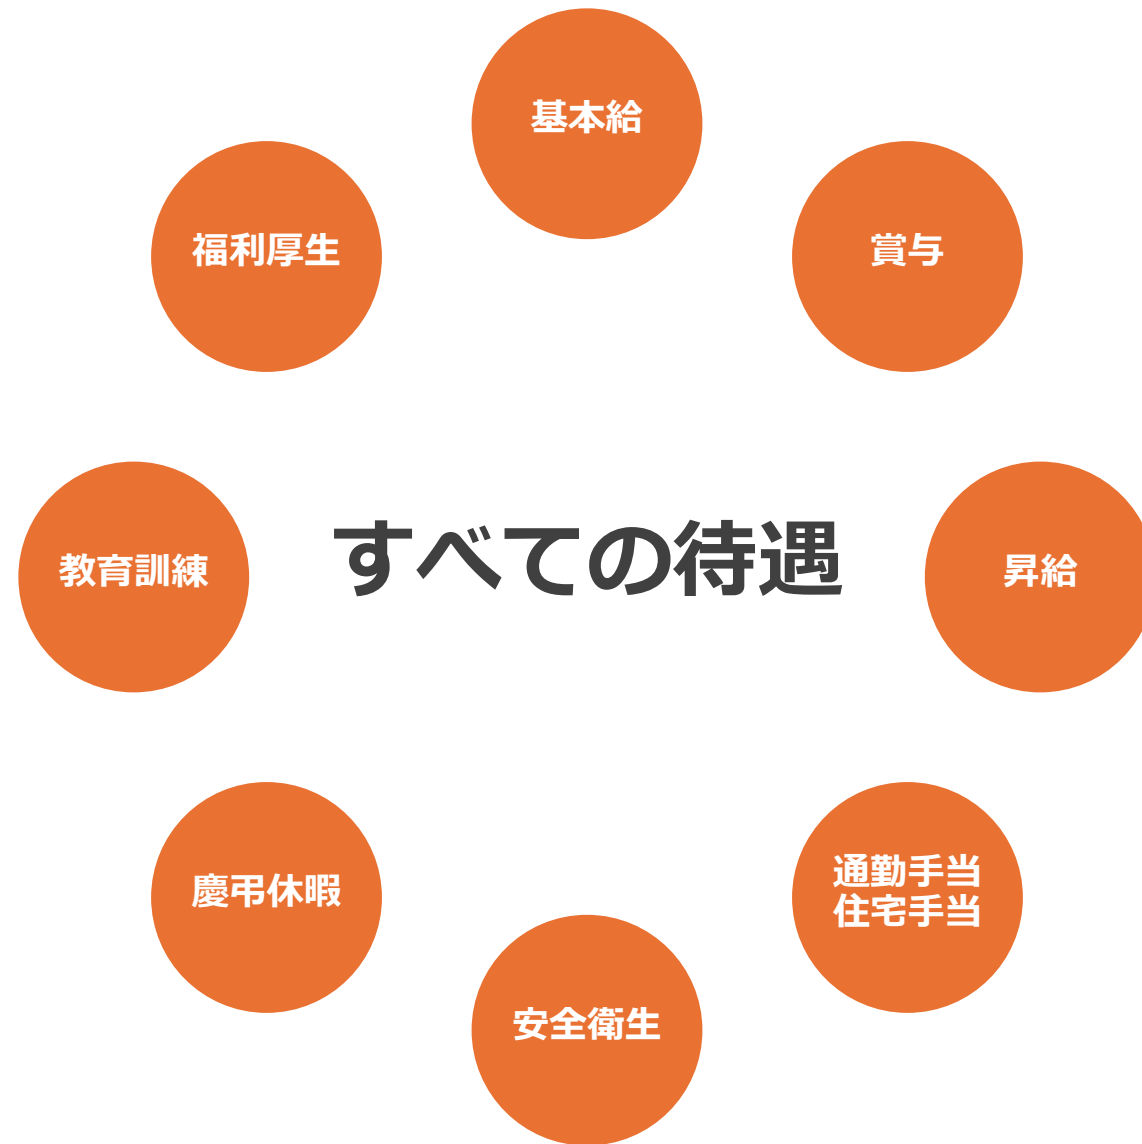 基本給
福利厚生
賞与
教育訓練
すべての待遇
昇給
慶弔休暇
通勤手当
住宅手当
安全衛生